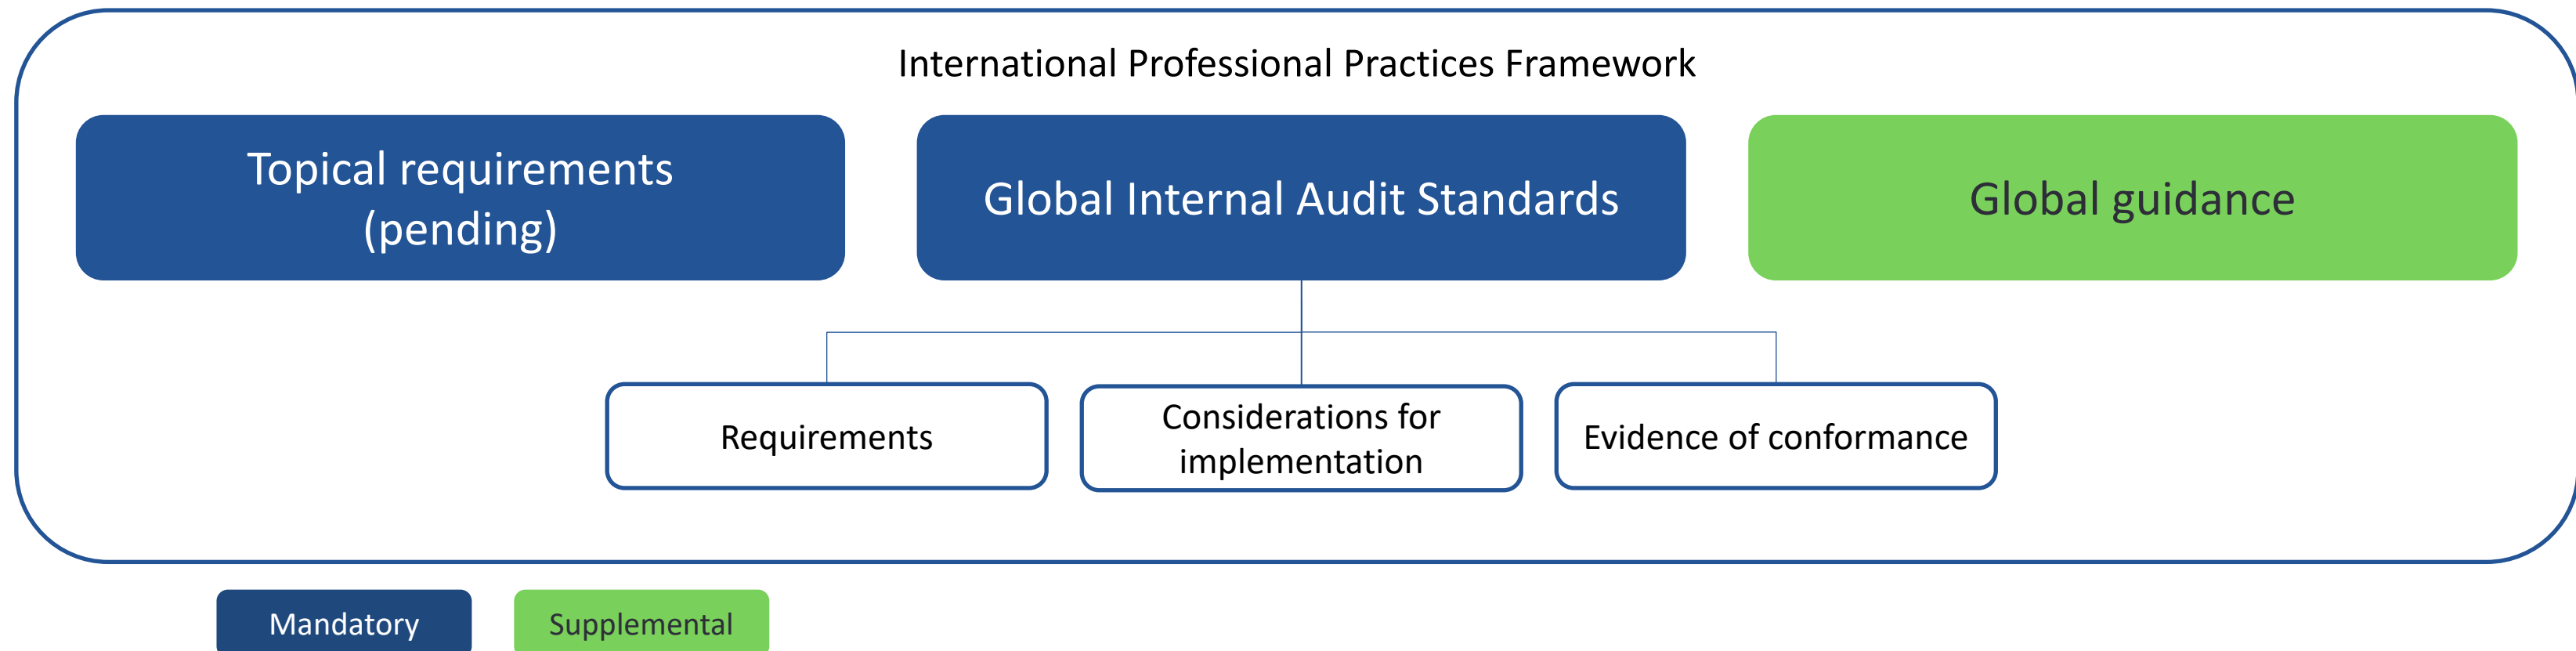 International Professional Practices Framework
Topical requirements
(pending)
Global Internal Audit Standards
Global guidance
Requirements
Considerations for
implementation
Evidence of conformance
Mandatory
Supplemental